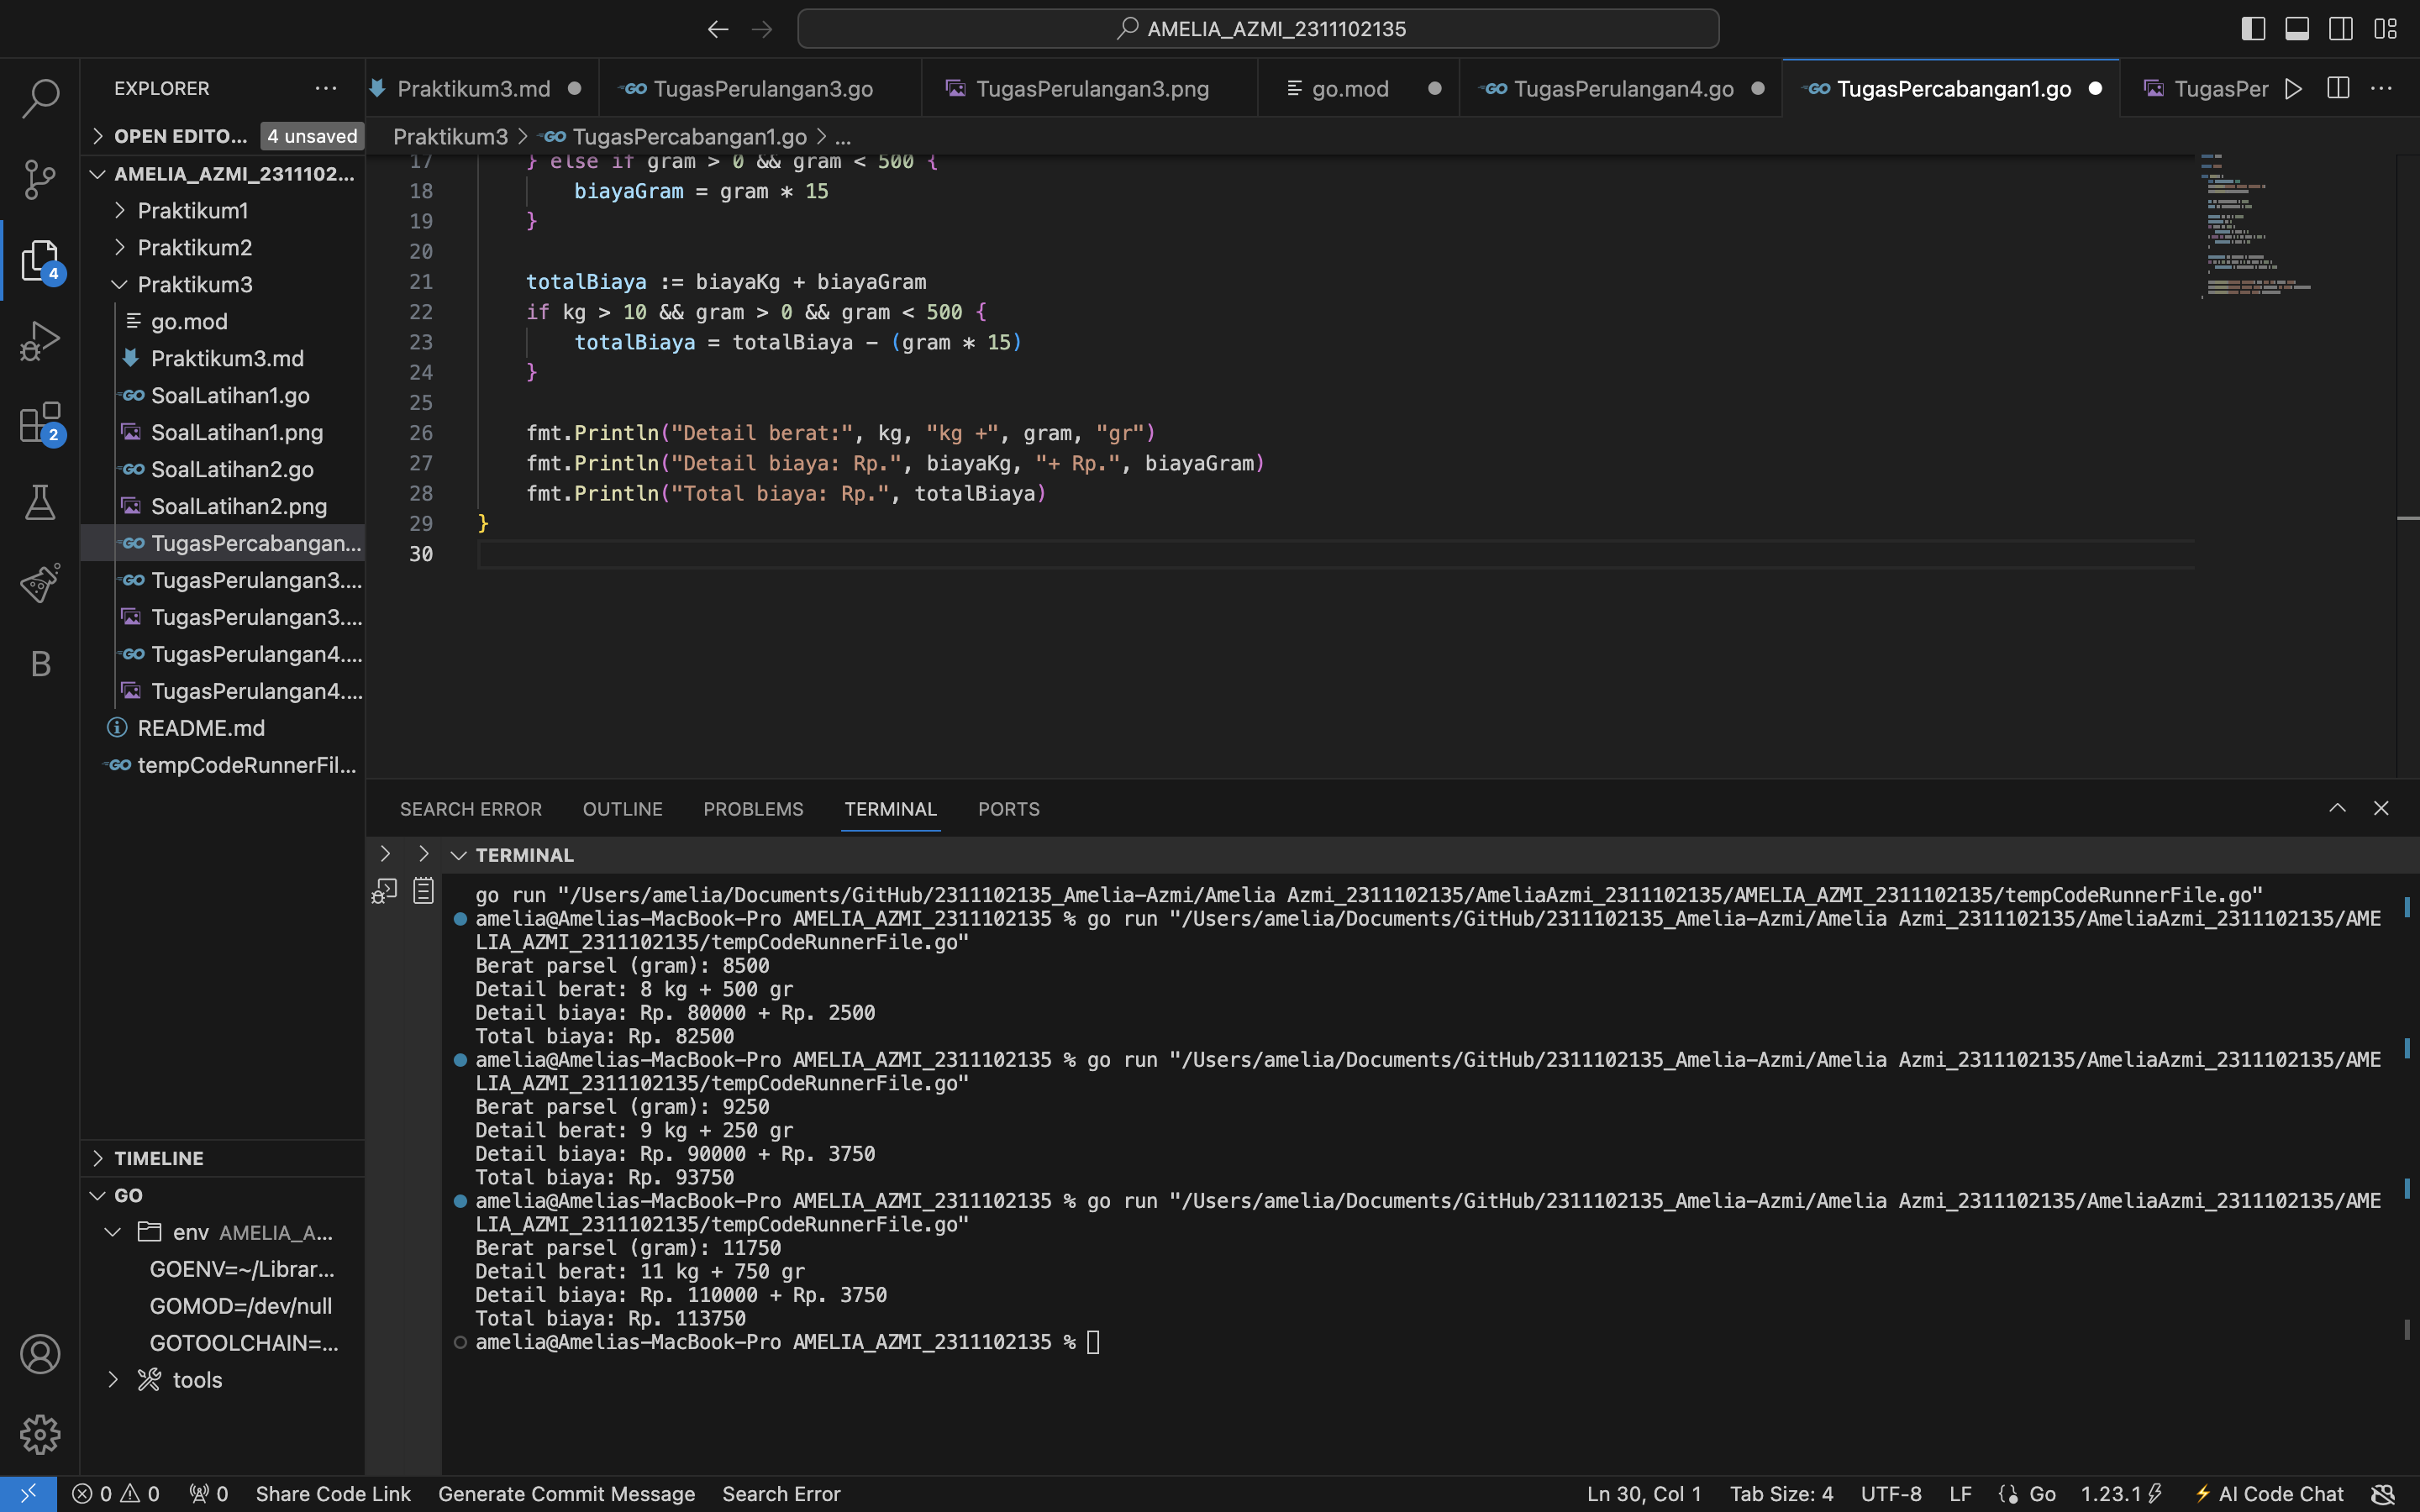 AMELIA_AZMI_2311102135
EXPLORER
Praktikum3.md
TugasPerulangan3.go
TugasPerulangan3.png
go.mod
TugasPerulangan4.go
TugasPercabangan1.go
TugasPer
OPEN EDITO... 4 unsaved
Praktikum3 > TugasPercabangan1.go > ...
AMELIA_AZMI_2311102...
Praktikum1
Praktikum2
Praktikum3
go.mod
Praktikum3.md
SoalLatihan1.go
SoalLatihan1.png
SoalLatihan2.go
SoalLatihan2.png
TugasPercabangan...
TugasPerulangan3....
TugasPerulangan3....
TugasPerulangan4....
TugasPerulangan4....
README.md
tempCodeRunnerFil...
4
2
B
17 } else if gram > 0 && gram < 500 {
18 biayaGram = gram * 15
19 }
20
21 totalBiaya := biayaKg + biayaGram
22 if kg > 10 && gram > 0 && gram < 500 {
23 totalBiaya = totalBiaya - (gram * 15)
24 }
25
26 fmt.Println("Detail berat:", kg, "kg +", gram, "gr")
27 fmt.Println("Detail biaya: Rp.", biayaKg, "+ Rp.", biayaGram)
28 fmt.Println("Total biaya: Rp.", totalBiaya)
29 }
30
SEARCH ERROR OUTLINE PROBLEMS TERMINAL PORTS
TERMINAL
go run "/Users/amelia/Documents/GitHub/2311102135_Amelia-Azmi/Amelia Azmi_2311102135/AmeliaAzmi_2311102135/AMELIA_AZMI_2311102135/tempCodeRunnerFile.go"
amelia@Amelias-MacBook-Pro AMELIA_AZMI_2311102135 % go run "/Users/amelia/Documents/GitHub/2311102135_Amelia-Azmi/Amelia Azmi_2311102135/AmeliaAzmi_2311102135/AME
LIA_AZMI_2311102135/tempCodeRunnerFile.go"
Berat parsel (gram): 8500
Detail berat: 8 kg + 500 gr
Detail biaya: Rp. 80000 + Rp. 2500
Total biaya: Rp. 82500
amelia@Amelias-MacBook-Pro AMELIA_AZMI_2311102135 % go run "/Users/amelia/Documents/GitHub/2311102135_Amelia-Azmi/Amelia Azmi_2311102135/AmeliaAzmi_2311102135/AME
LIA_AZMI_2311102135/tempCodeRunnerFile.go"
Berat parsel (gram): 9250
Detail berat: 9 kg + 250 gr
Detail biaya: Rp. 90000 + Rp. 3750
Total biaya: Rp. 93750
amelia@Amelias-MacBook-Pro AMELIA_AZMI_2311102135 % go run "/Users/amelia/Documents/GitHub/2311102135_Amelia-Azmi/Amelia Azmi_2311102135/AmeliaAzmi_2311102135/AME
LIA_AZMI_2311102135/tempCodeRunnerFile.go"
Berat parsel (gram): 11750
Detail berat: 11 kg + 750 gr
Detail biaya: Rp. 110000 + Rp. 3750
Total biaya: Rp. 113750
amelia@Amelias-MacBook-Pro AMELIA_AZMI_2311102135 %
TIMELINE
GO
env AMELIA_A...
GOENV=~/Librar...
GOMOD=/dev/null
GOTOOLCHAIN=...
tools
0 0 0 Share Code Link Generate Commit Message Search Error Ln 30, Col 1 Tab Size: 4 UTF-8 LF Go 1.23.1 AI Code Chat